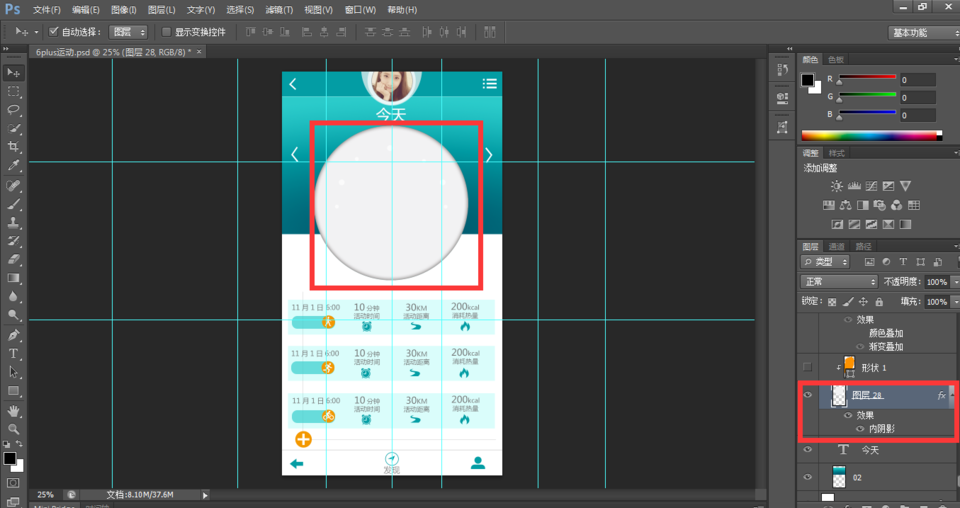 Ps 文件(F) 编辑(E) 图像(I) 图层(L) 文字(Y) 选择(S) 滤镜(T) 视图(V) 窗口(W) 帮助(H)
自动选择: 图层 显示变换控件 基本功能
6plus运动.psd @ 25% (图层 28, RGB/8) * ×
今天
11月1日 6:00 10分钟 30KM 200kcal
活动时间 活动距离 消耗热量
11月1日 6:00 10分钟 30KM 200kcal
活动时间 活动距离 消耗热量
11月1日 6:00 10分钟 30KM 200kcal
活动时间 活动距离 消耗热量
发现
25% 文档:8.10M/37.6M
Mini Bridge
颜色 色板
R 0
G 0
B 0
调整 样式
添加调整
图层 通道 路径
类型
正常 不透明度: 100%
锁定: 填充: 100%
效果
颜色叠加
渐变叠加
形状 1
图层 28 fx
效果
内阴影
T 今天
02